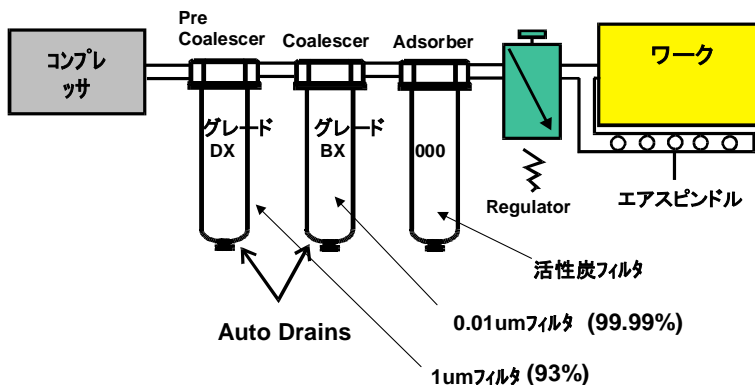 コンプレ
ッサ
Pre
Coalescer
Coalescer
Adsorber
ワーク
グレード
DX
グレード
BX
000
Regulator
エアスピンドル
活性炭フィルタ
0.01umフィルタ (99.99%)
Auto Drains
1umフィルタ (93%)